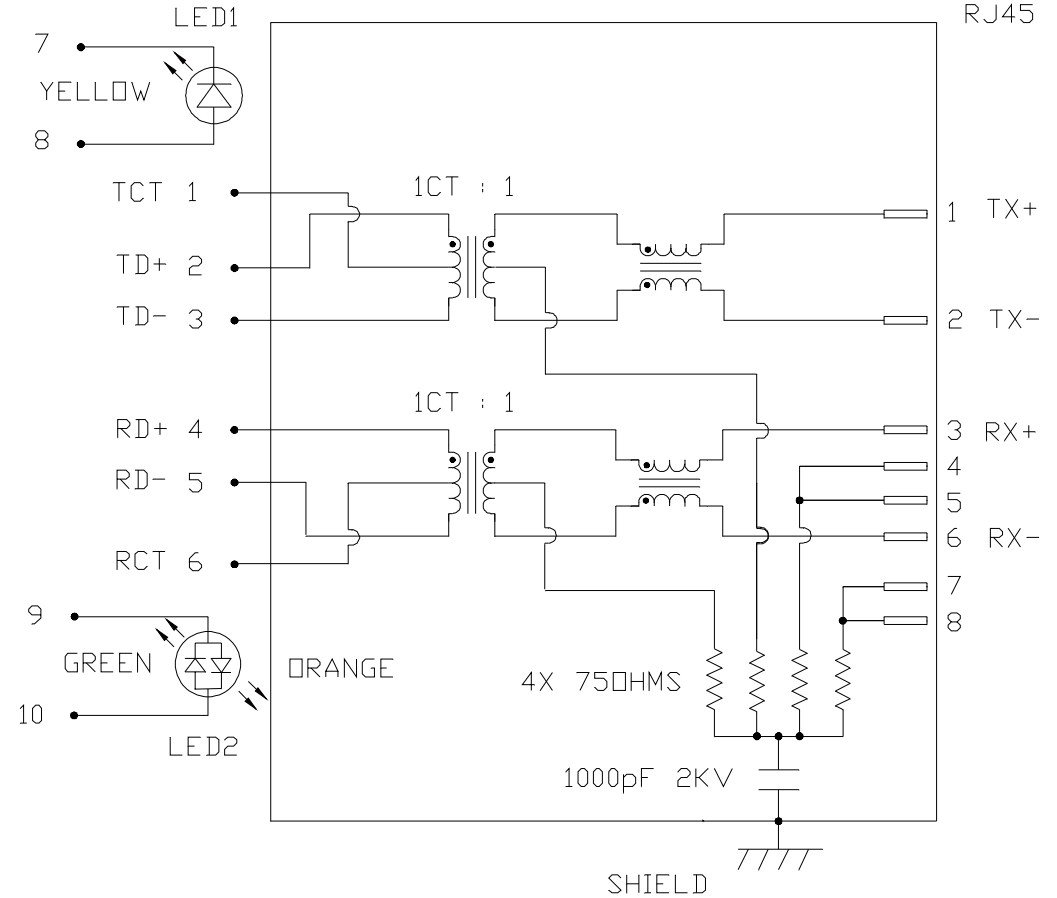 LED1
RJ45
7
YELLOW
8
TCT 1
1CT : 1
1 TX+
TD+ 2
TD- 3
2 TX-
1CT : 1
RD+ 4
3 RX+
4
RD- 5
5
6 RX-
RCT 6
7
9
8
GREEN
ORANGE
4X 75OHMS
10
LED2
1000pF 2KV
SHIELD